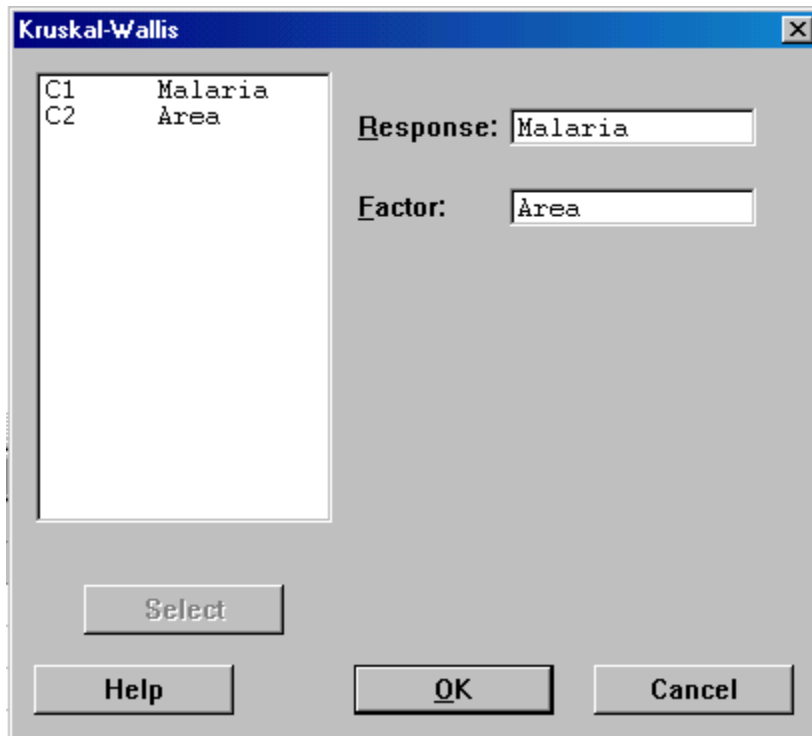 Kruskal-Wallis
C1 Malaria
C2 Area
Response: Malaria
Factor: Area
Select
Help
OK
Cancel